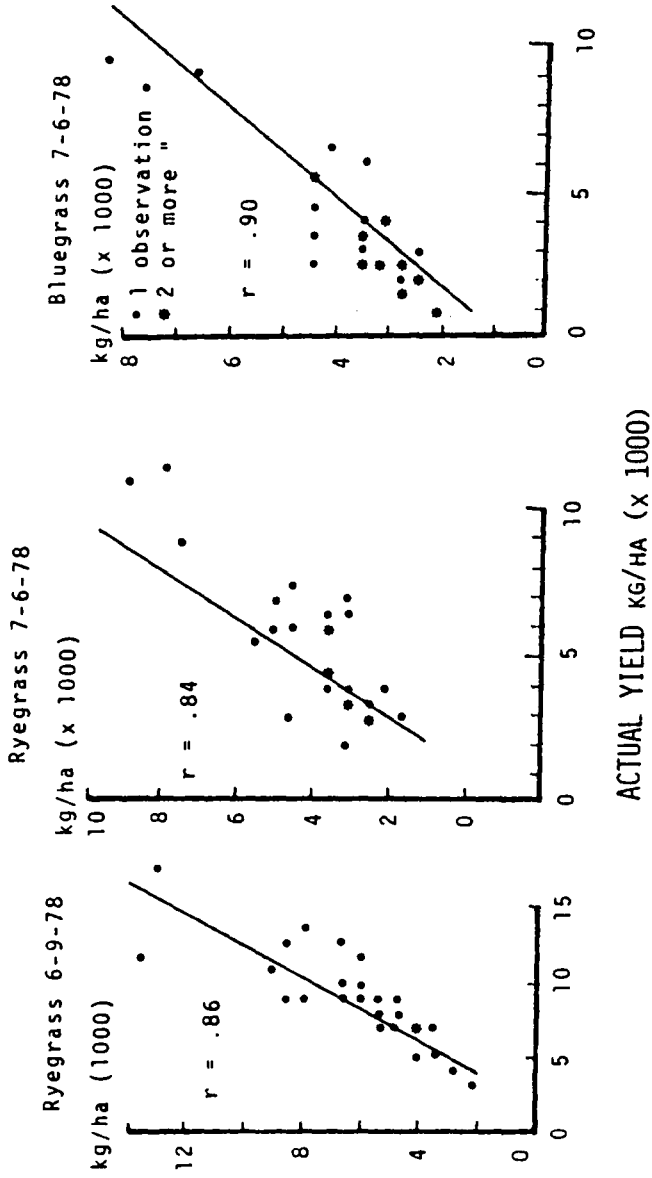 Ryegrass 6-9-78
kg/ha (1000)
12
8
4
0
r = .86
0 5 10 15
Ryegrass 7-6-78
kg/ha (x 1000)
10
8
6
4
2
0
r = .84
0 5 10
Bluegrass 7-6-78
kg/ha (x 1000)
8
6
4
2
0
1 observation
2 or more "
r = .90
0 5 10
ACTUAL YIELD KG/HA (x 1000)